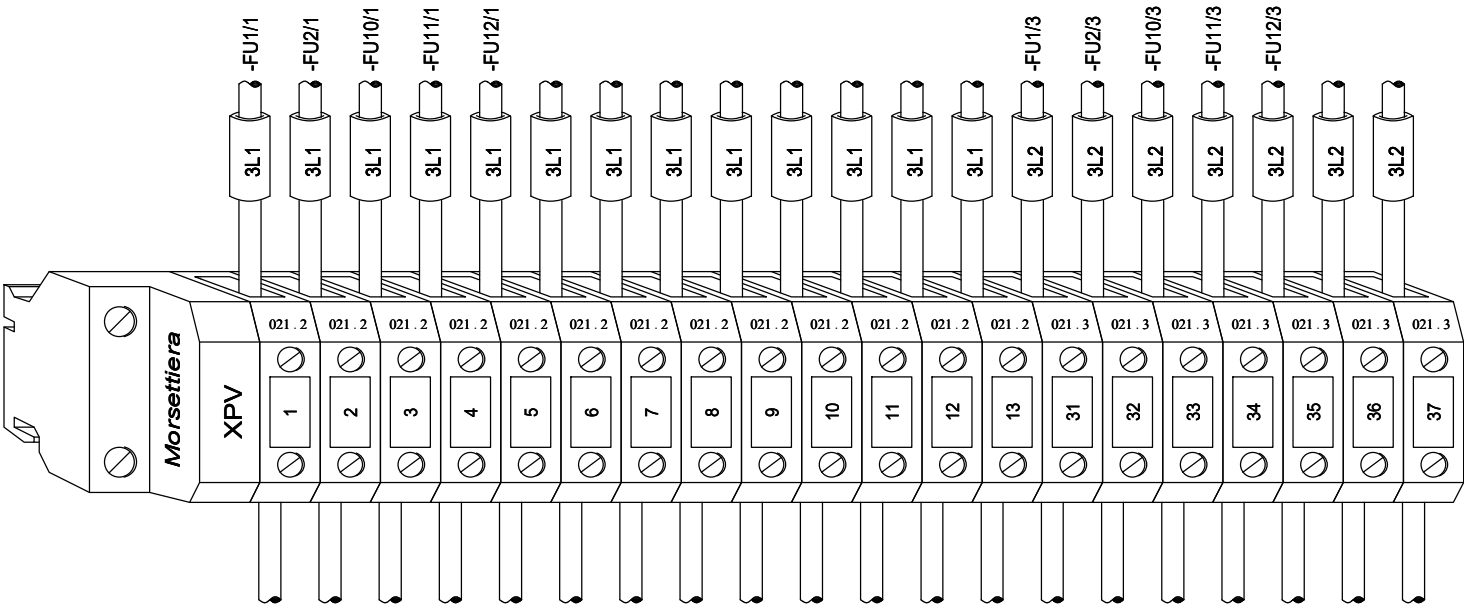 -FU1/1 -FU2/1 -FU10/1 -FU11/1 -FU12/1 -FU1/3 -FU2/3 -FU10/3 -FU11/3 -FU12/3
3L1 3L1 3L1 3L1 3L1 3L1 3L1 3L1 3L1 3L1 3L1 3L1 3L1 3L2 3L2 3L2 3L2 3L2 3L2 3L2
021.2 021.2 021.2 021.2 021.2 021.2 021.2 021.2 021.2 021.2 021.2 021.2 021.2 021.3 021.3 021.3 021.3 021.3 021.3 021.3
Morsettiera
XPV
1 2 3 4 5 6 7 8 9 10 11 12 13 31 32 33 34 35 36 37